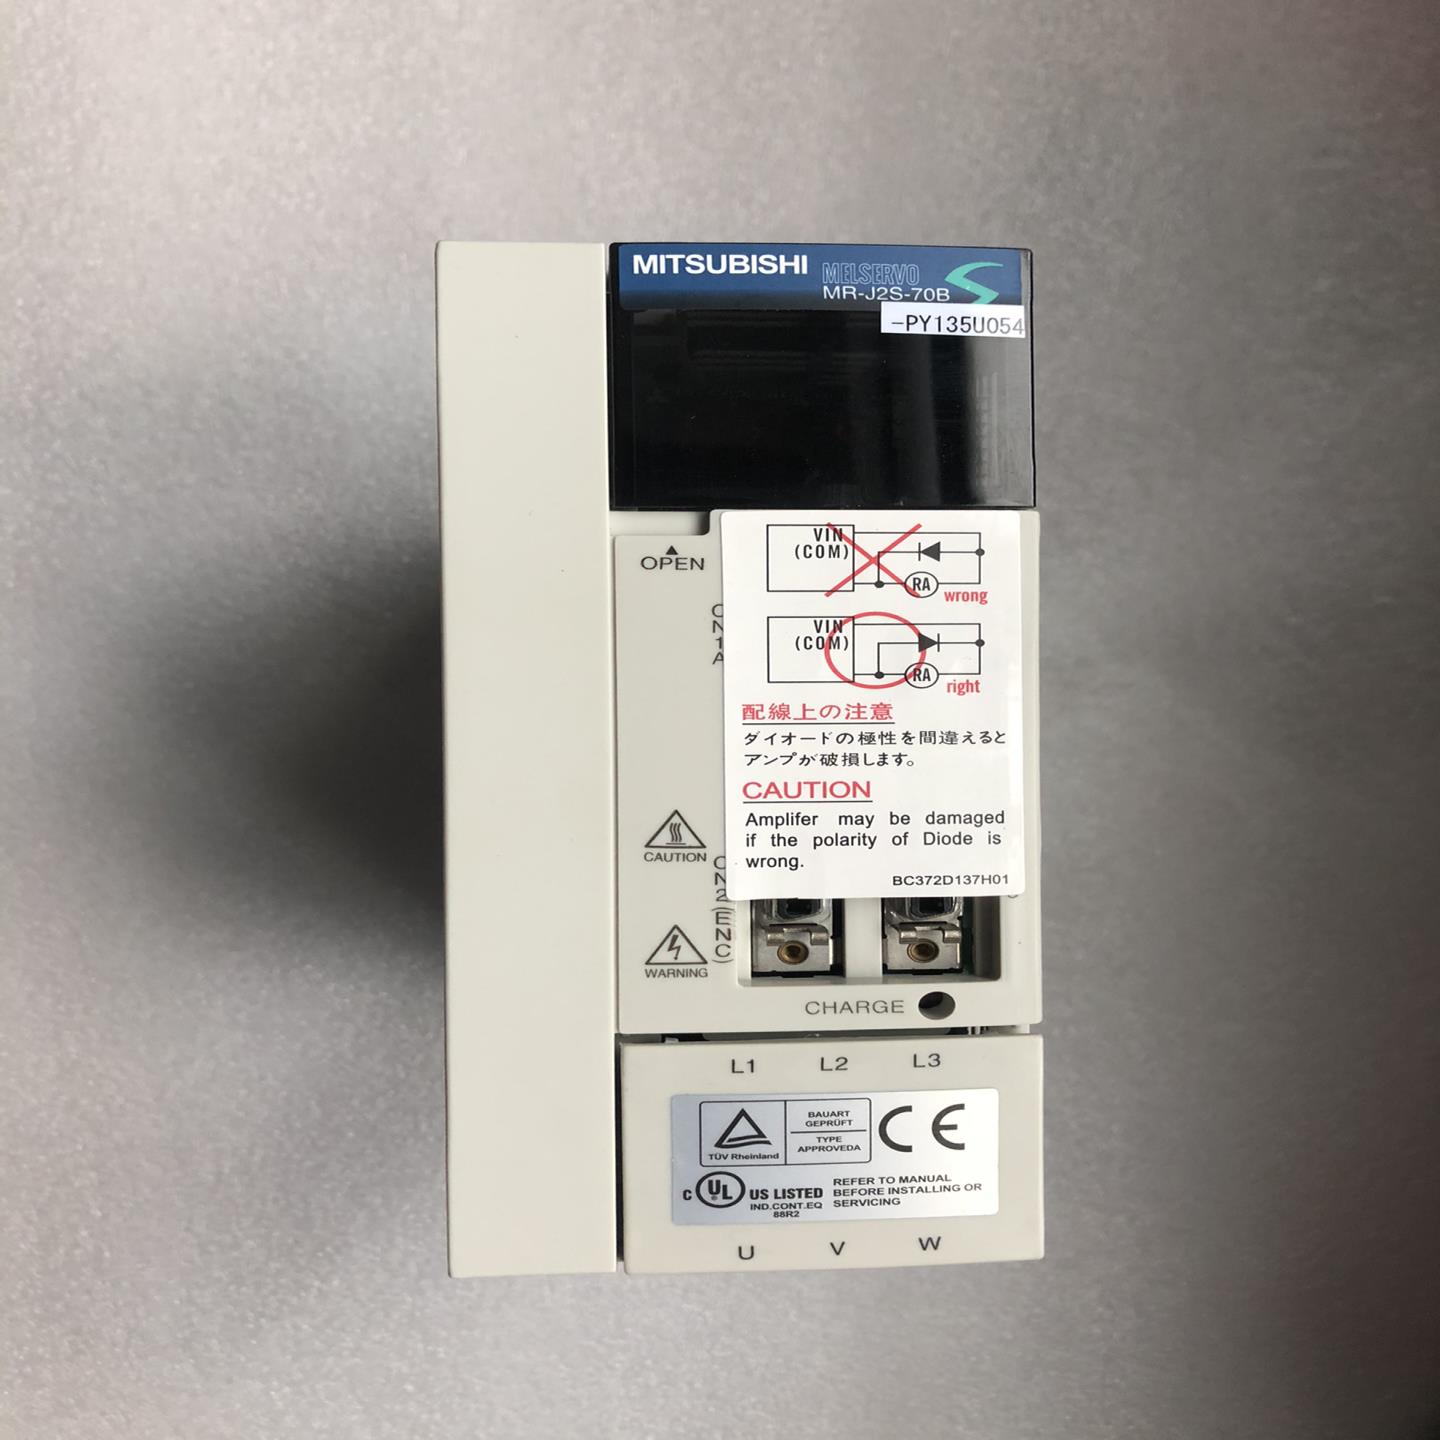 MITSUBISHI
MELSERVO
MR-J2S-70B
-PY135U054
OPEN
CN1A
VIN
(COM)
RA
wrong
VIN
(COM)
RA
right
配線上の注意
ダイオードの極性を間違えると
アンプが破損します。
CAUTION
Amplifer may be damaged
if the polarity of Diode is
wrong.
BC372D137H01
CAUTION
CN2(ENC)
WARNING
CHARGE
L1 L2 L3
TÜV Rheinland
BAUART
GEPRÜFT
TYPE
APPROVEDA
CE
C UL US LISTED
IND.CONT.EQ
88R2
REFER TO MANUAL
BEFORE INSTALLING OR
SERVICING
U V W